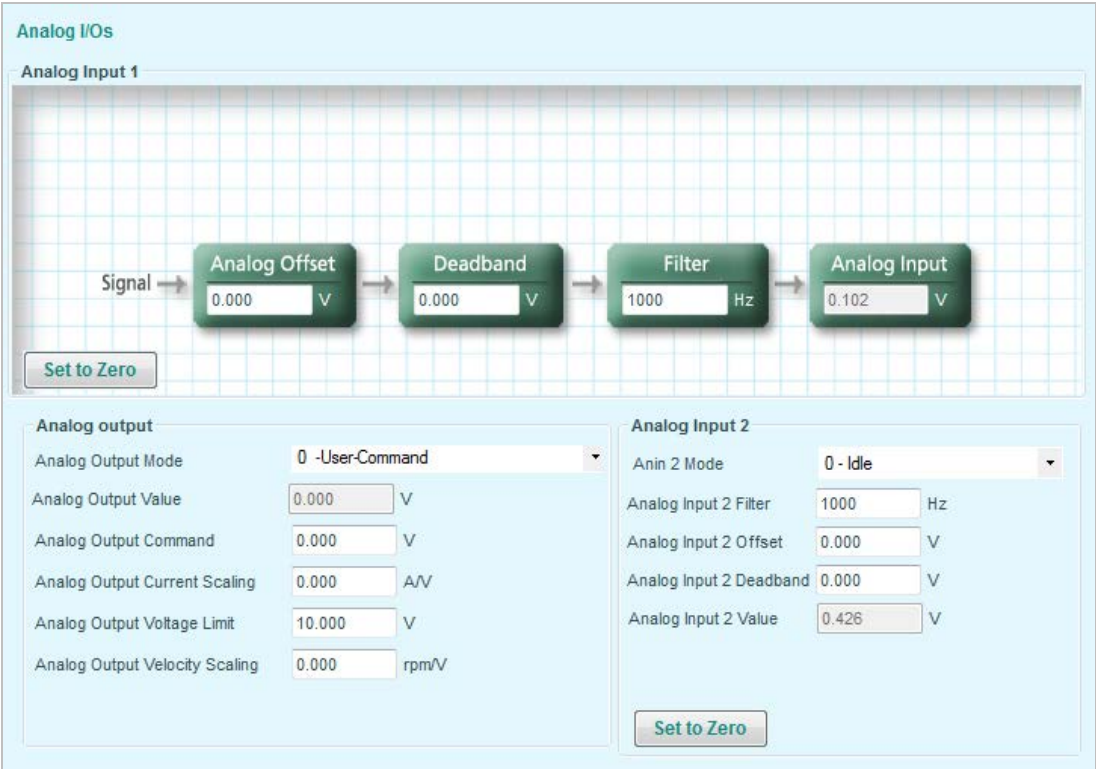 Analog I/Os
Analog Input 1
Signal
Analog Offset
0.000 V
Deadband
0.000 V
Filter
1000 Hz
Analog Input
0.102 V
Set to Zero
Analog output
Analog Output Mode 0 -User-Command
Analog Output Value 0.000 V
Analog Output Command 0.000 V
Analog Output Current Scaling 0.000 A/V
Analog Output Voltage Limit 10.000 V
Analog Output Velocity Scaling 0.000 rpm/V
Analog Input 2
Anin 2 Mode 0 - Idle
Analog Input 2 Filter 1000 Hz
Analog Input 2 Offset 0.000 V
Analog Input 2 Deadband 0.000 V
Analog Input 2 Value 0.426 V
Set to Zero